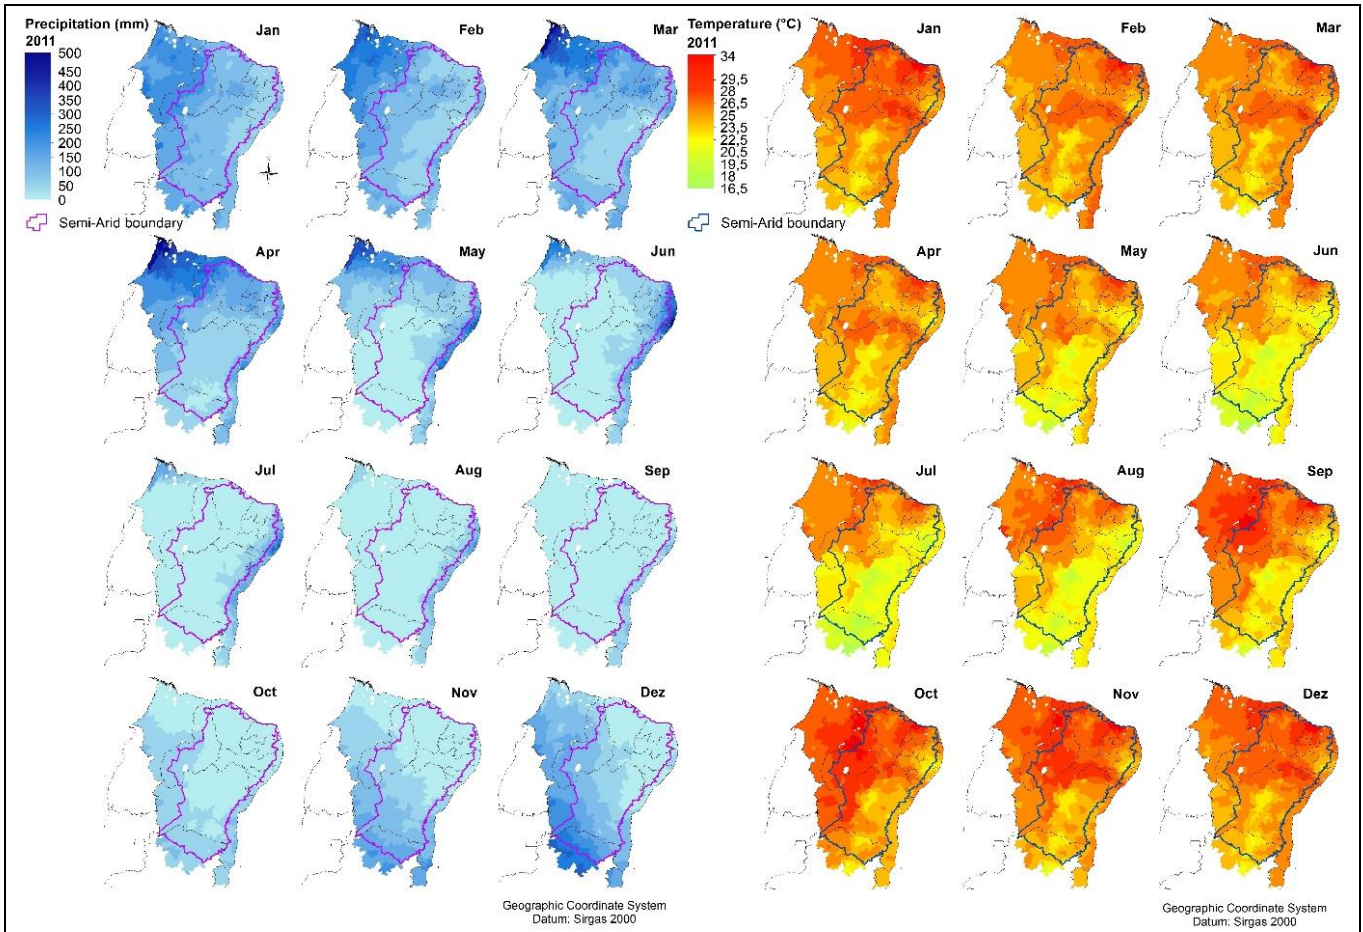 Precipitation (mm)
2011
500
450
400
350
300
250
200
150
100
50
0
Semi-Arid boundary
Jan
Feb
Mar
Apr
May
Jun
Jul
Aug
Sep
Oct
Nov
Dez
Geographic Coordinate System
Datum: Sirgas 2000
Temperature (°C)
2011
34
29,5
28
26,5
25
23,5
22
20,5
19
18
16,5
Semi-Arid boundary
Jan
Feb
Mar
Apr
May
Jun
Jul
Aug
Sep
Oct
Nov
Dez
Geographic Coordinate System
Datum: Sirgas 2000